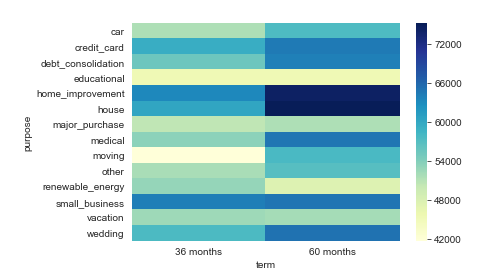 car
credit_card
debt_consolidation
educational
home_improvement
house
major_purchase
medical
moving
other
renewable_energy
small_business
vacation
wedding
purpose
36 months
60 months
term
72000
66000
60000
54000
48000
42000